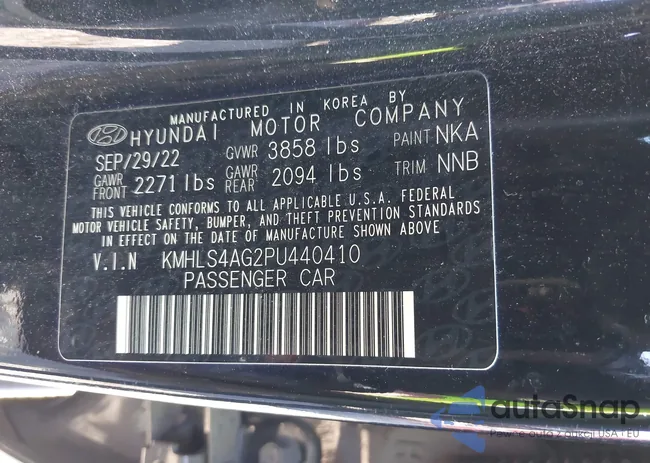 MANUFACTURED IN KOREA BY
HYUNDAI MOTOR COMPANY
SEP/29/22 GVWR 3858 lbs PAINT NKA
GAWR FRONT 2271 lbs GAWR REAR 2094 lbs TRIM NNB
THIS VEHICLE CONFORMS TO ALL APPLICABLE U.S.A. FEDERAL
MOTOR VEHICLE SAFETY, BUMPER, AND THEFT PREVENTION STANDARDS
IN EFFECT ON THE DATE OF MANUFACTURE SHOWN ABOVE
V.I.N KMHLS4AG2PU440410
PASSENGER CAR
autoSnap